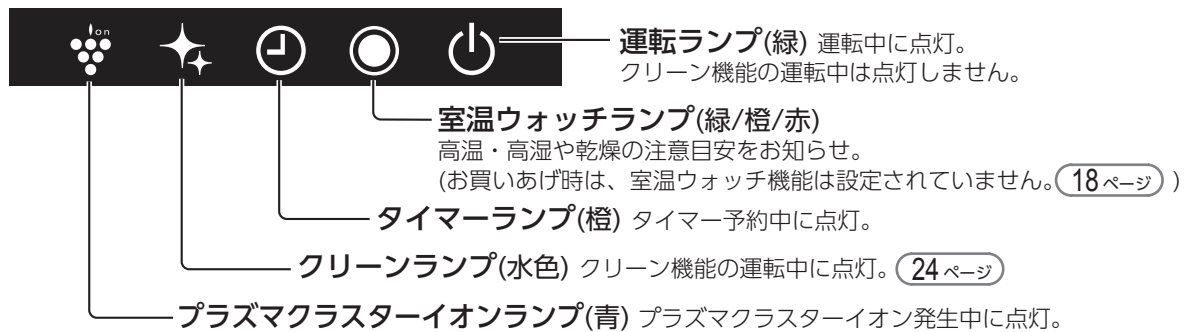 ion
運転ランプ(緑) 運転中に点灯。
クリーン機能の運転中は点灯しません。
室温ウォッチランプ(緑/橙/赤)
高温・高湿や乾燥の注意目安をお知らせ。
(お買いあげ時は、室温ウォッチ機能は設定されていません。18ページ)
タイマーランプ(橙) タイマー予約中に点灯。
クリーンランプ(水色) クリーン機能の運転中に点灯。24ページ
プラズマクラスターイオンランプ(青) プラズマクラスターイオン発生中に点灯。